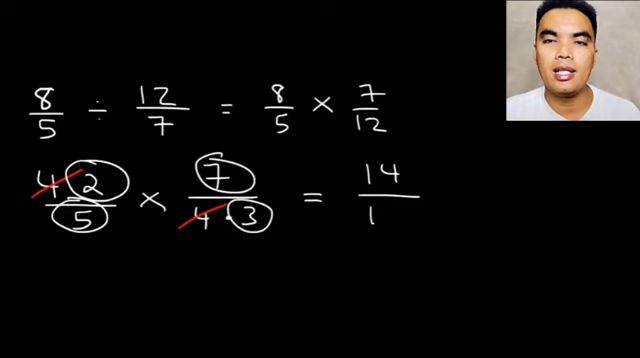 8/5 ÷ 12/7 = 8/5 × 7/12
4·2/5 × 7/4·3 = 14/1